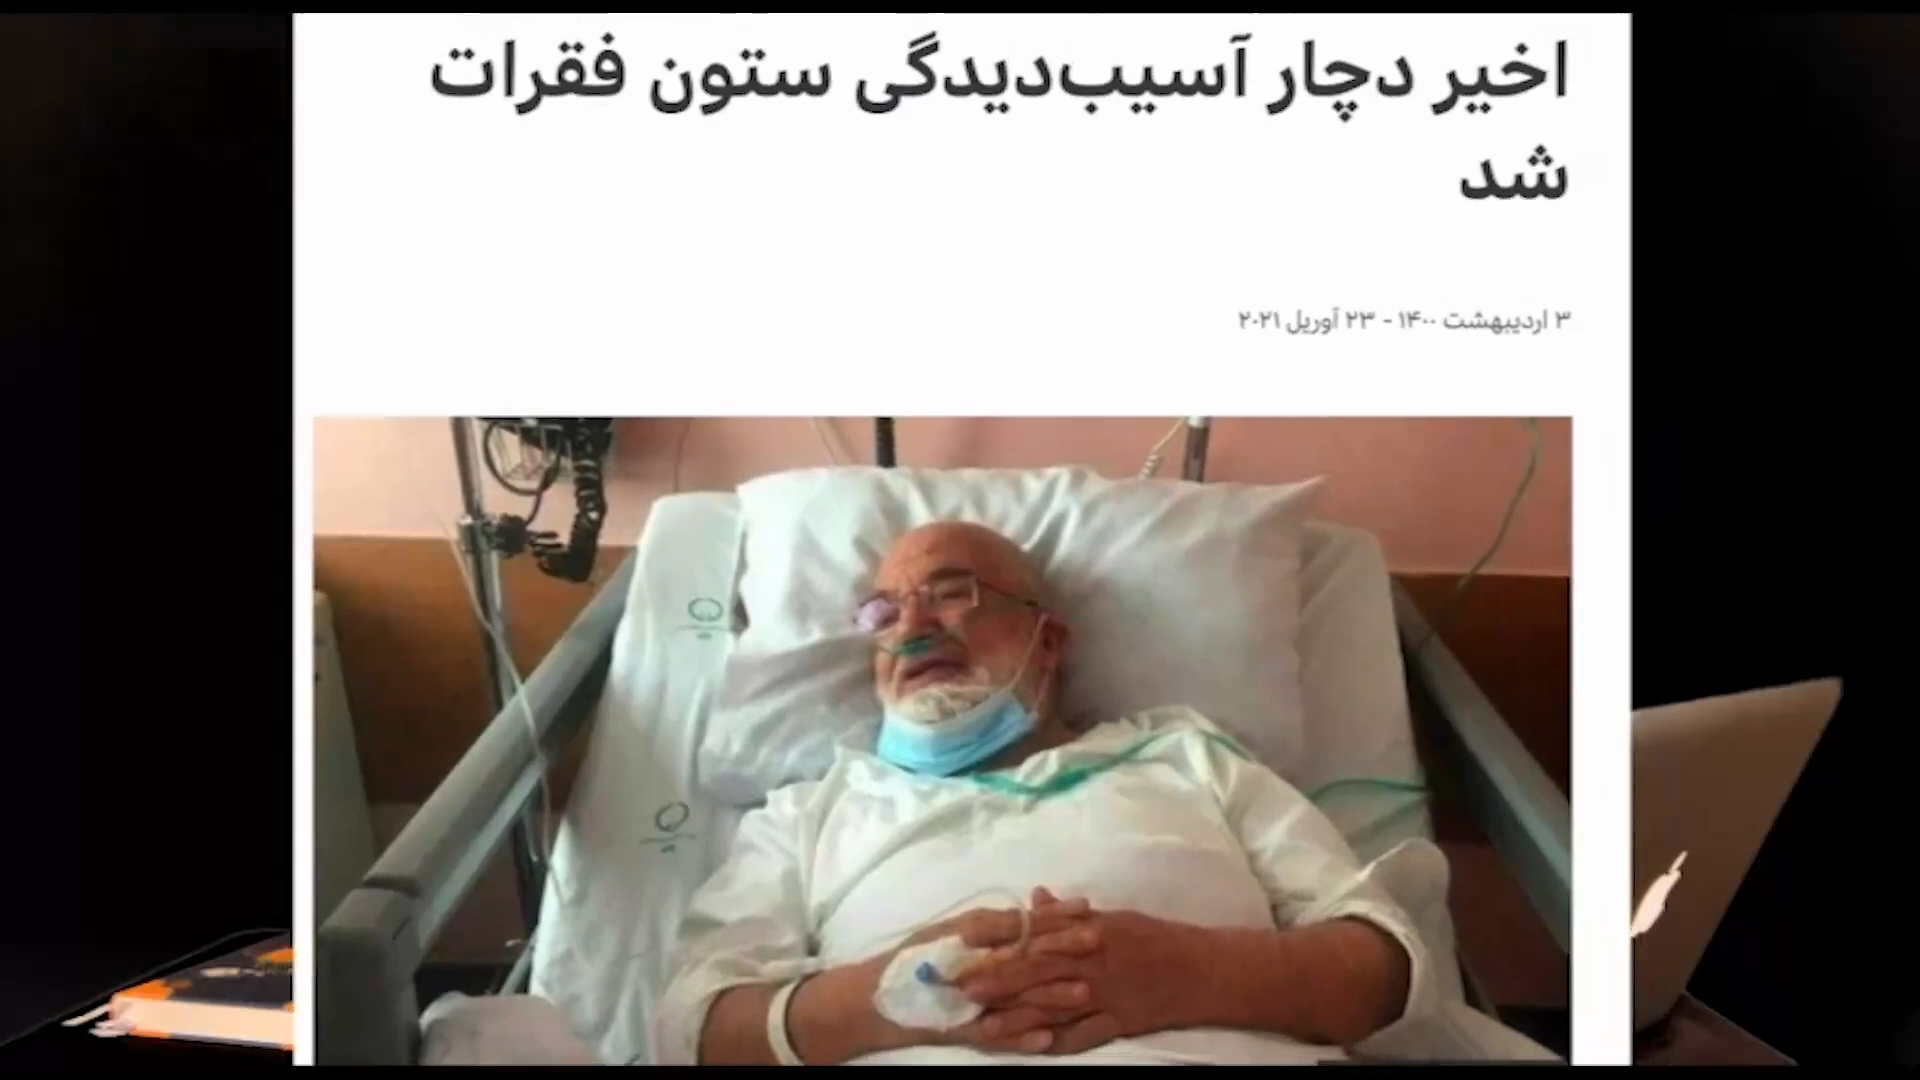 اخیر دچار آسیب‌دیدگی ستون فقرات
شد
۳ اردیبهشت ۱۴۰۰ - ۲۳ آوریل ۲۰۲۱